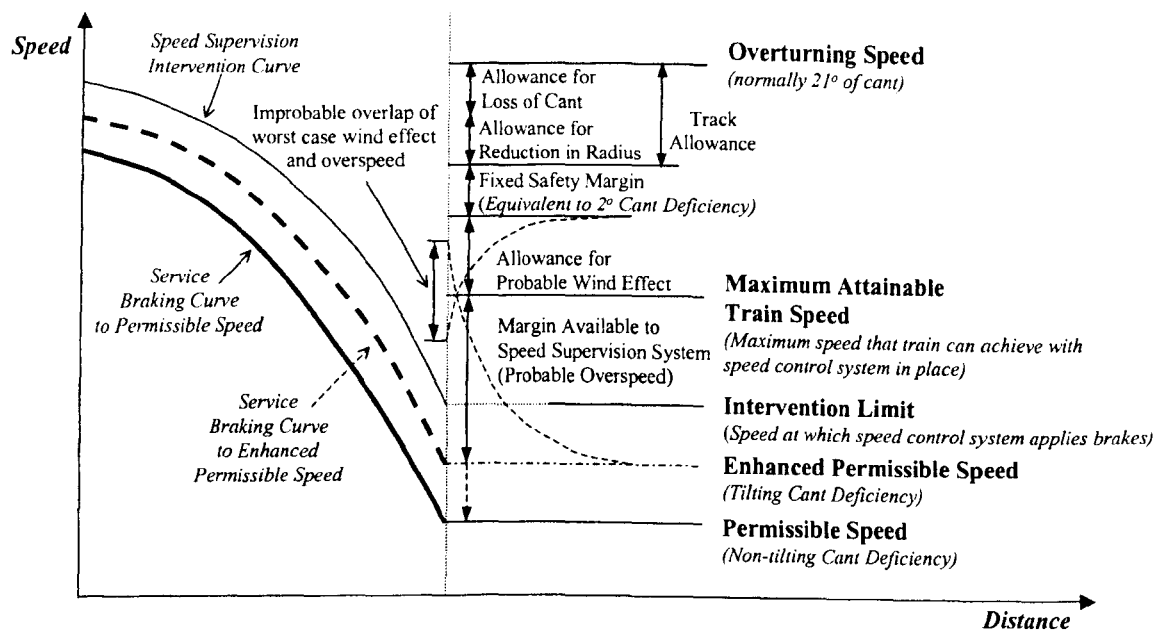 Speed
Speed Supervision
Intervention Curve
Improbable overlap of
worst case wind effect
and overspeed
Service
Braking Curve
to Permissible Speed
Service
Braking Curve
to Enhanced
Permissible Speed
Allowance for
Loss of Cant
Allowance for
Reduction in Radius
Track
Allowance
Fixed Safety Margin
(Equivalent to 2° Cant Deficiency)
Allowance for
Probable Wind Effect
Margin Available to
Speed Supervision System
(Probable Overspeed)
Overturning Speed
(normally 21° of cant)
Maximum Attainable
Train Speed
(Maximum speed that train can achieve with
speed control system in place)
Intervention Limit
(Speed at which speed control system applies brakes)
Enhanced Permissible Speed
(Tilting Cant Deficiency)
Permissible Speed
(Non-tilting Cant Deficiency)
Distance